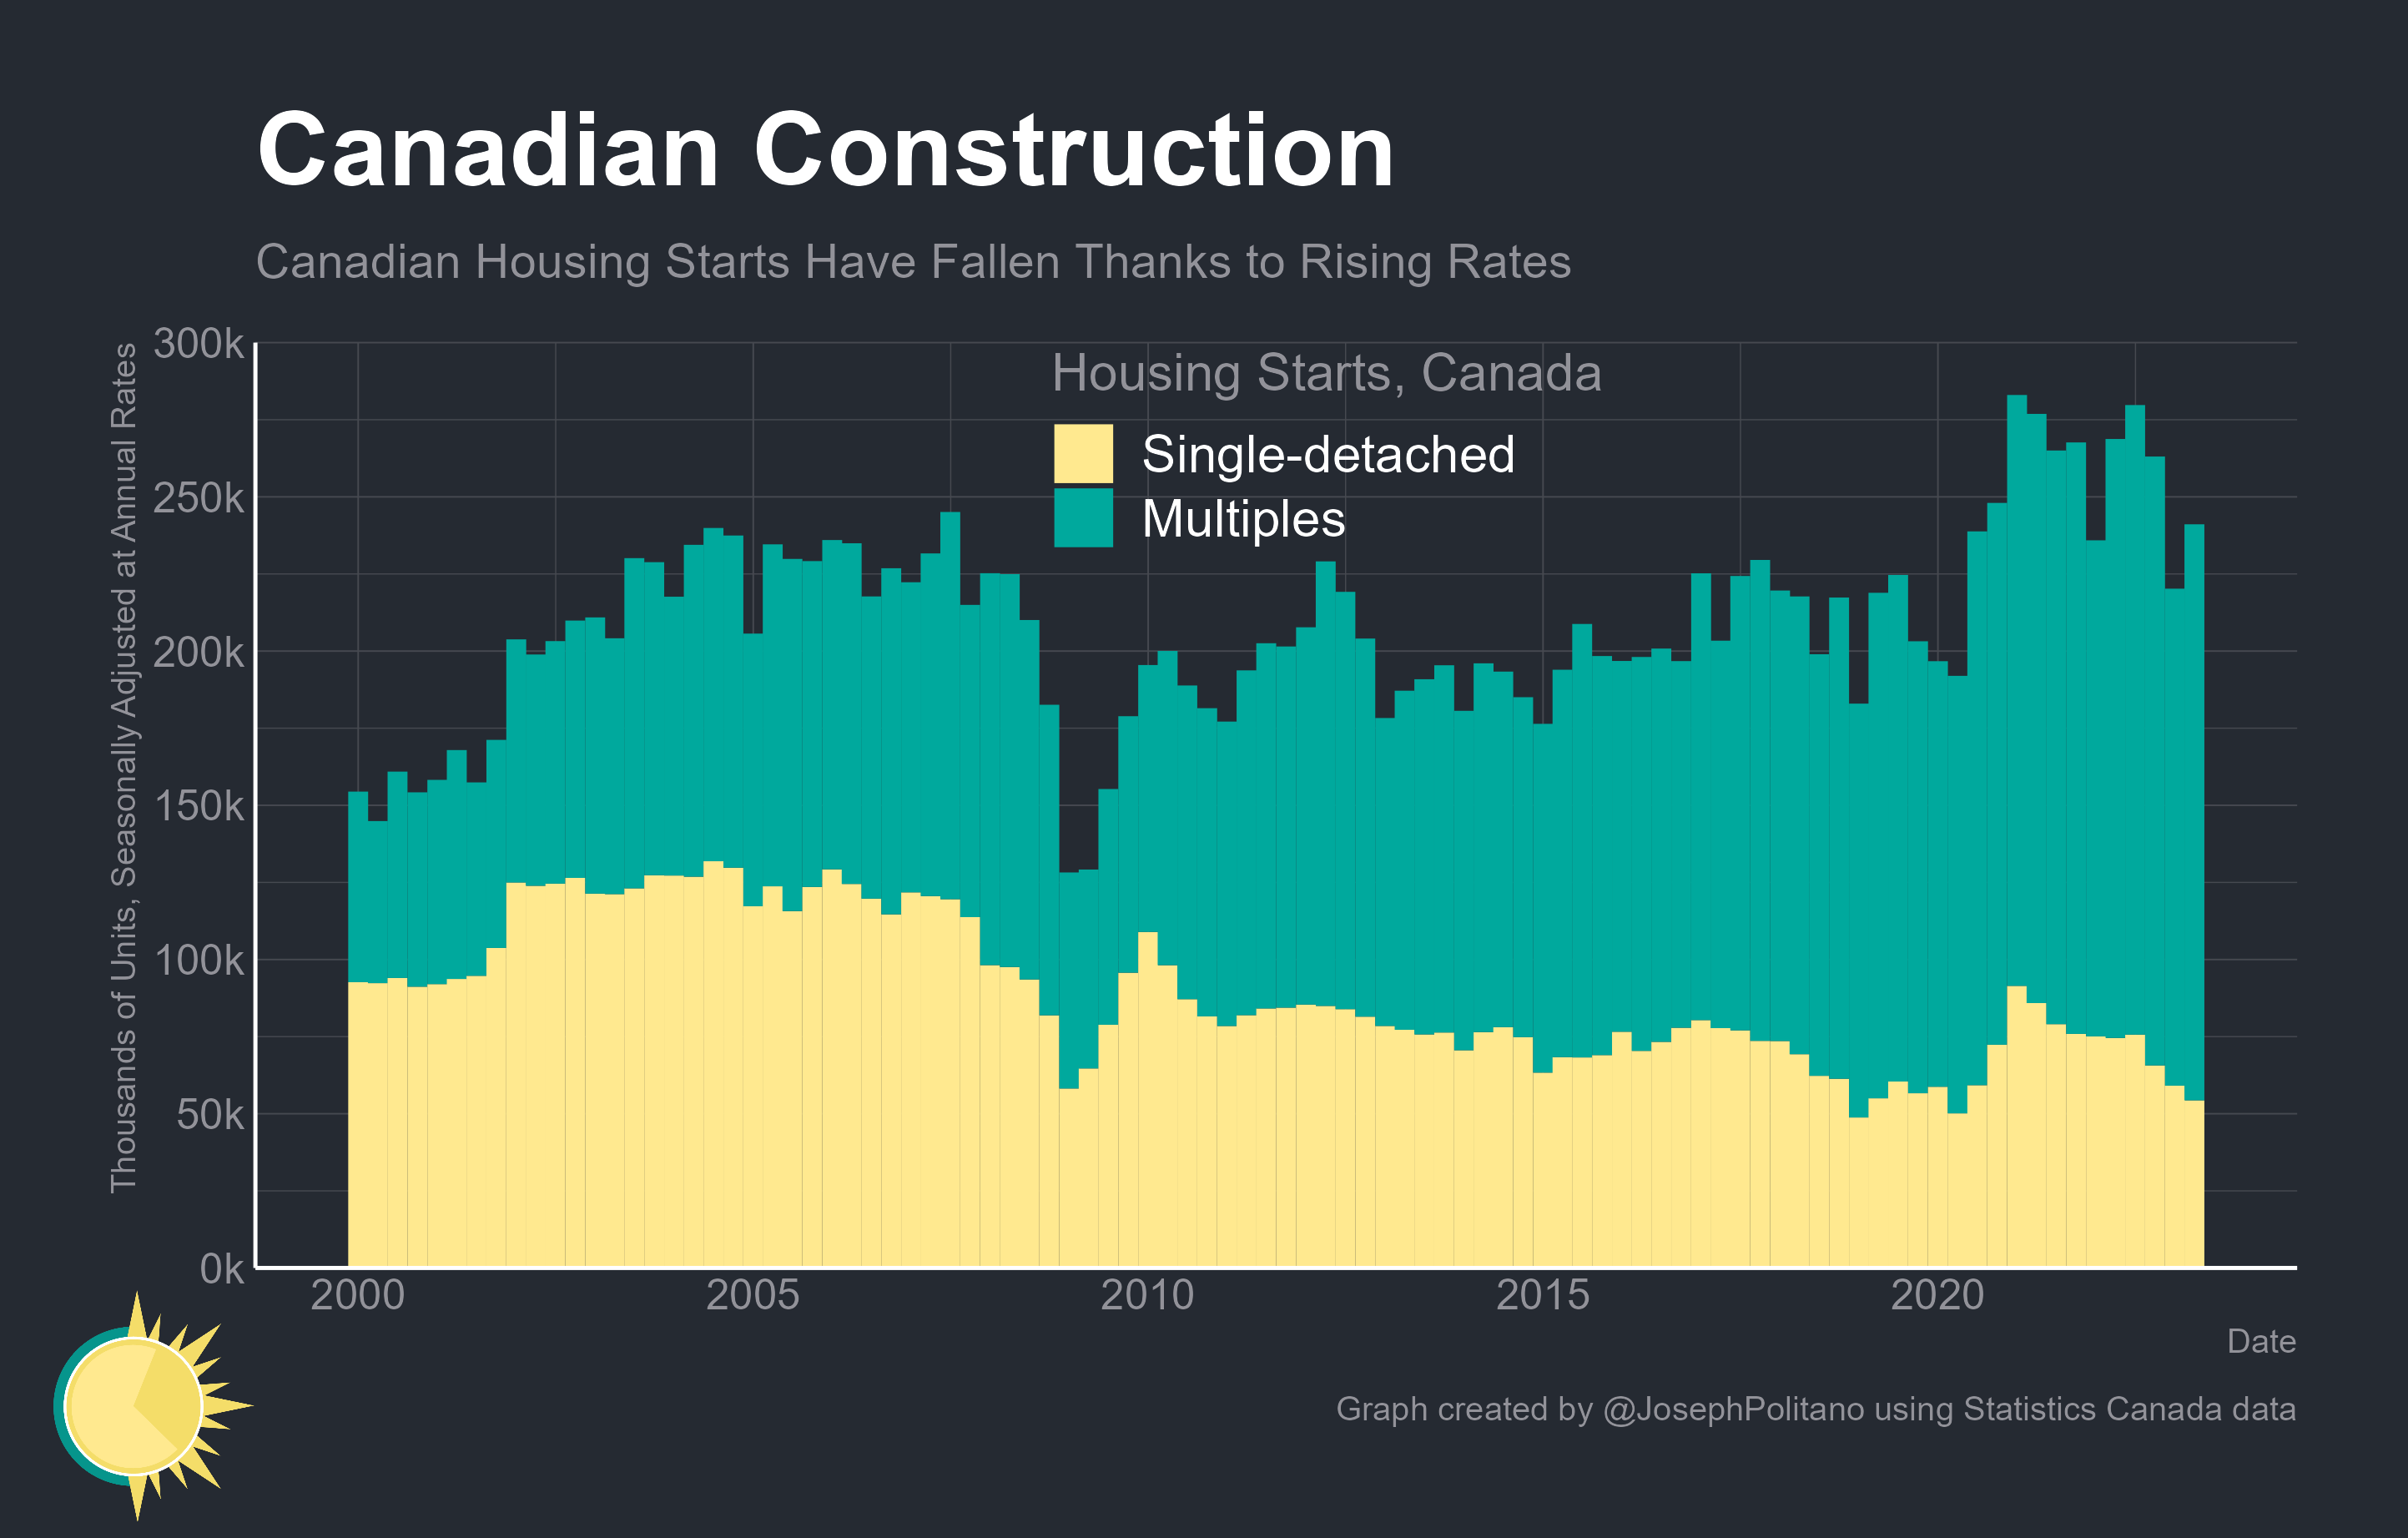 Canadian Construction
Canadian Housing Starts Have Fallen Thanks to Rising Rates
Thousands of Units, Seasonally Adjusted at Annual Rates
300k
250k
200k
150k
100k
50k
0k
Housing Starts, Canada
Single-detached
Multiples
2000
2005
2010
2015
2020
Date
Graph created by @JosephPolitano using Statistics Canada data